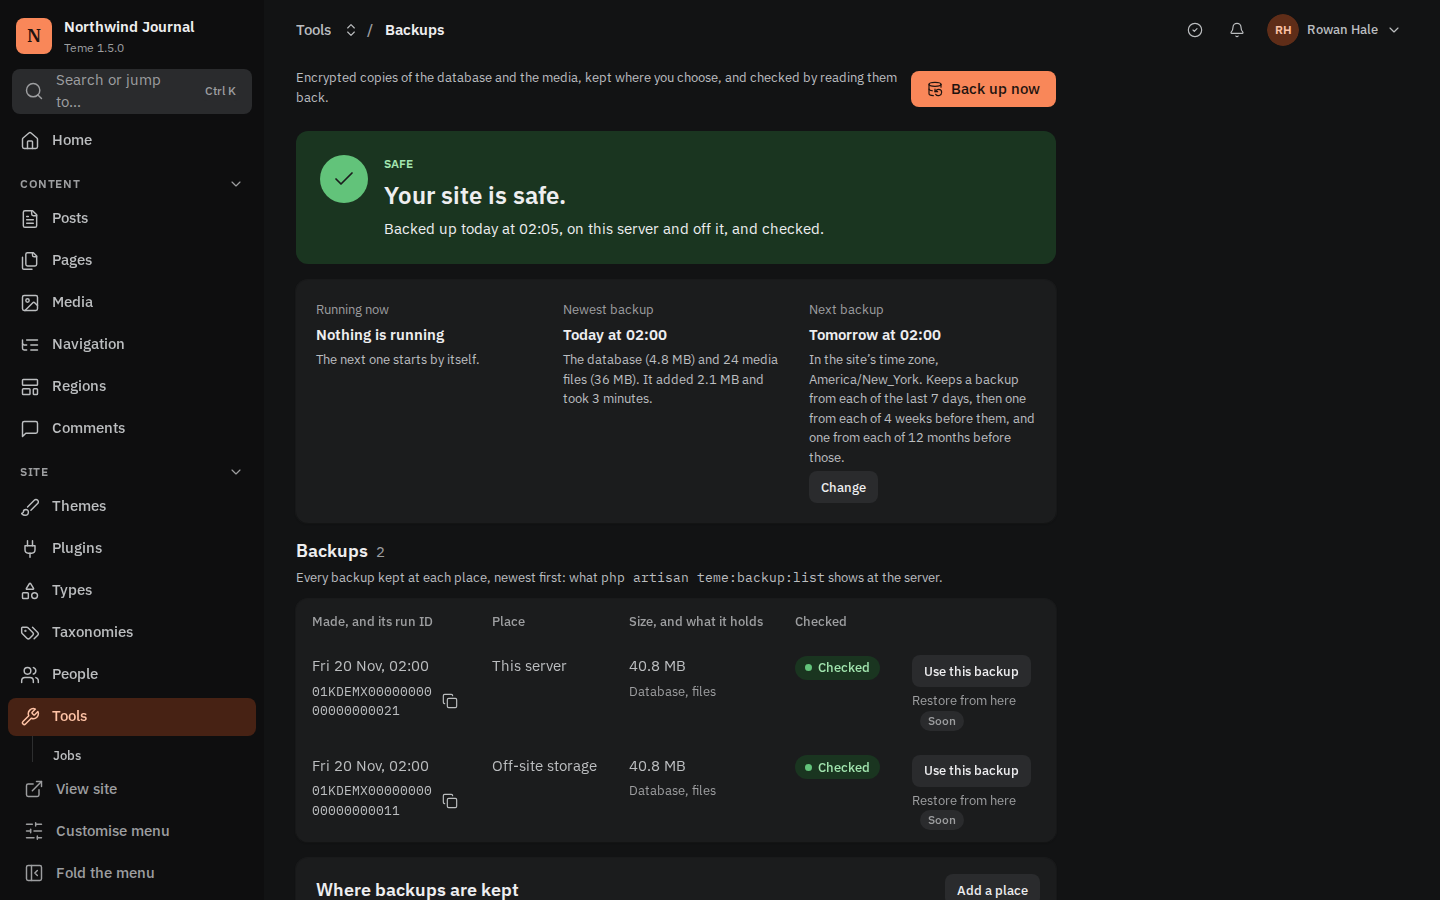 N
Northwind Journal
Teme 1.5.0
Search or jump
to...
Ctrl K
Home
CONTENT
Posts
Pages
Media
Navigation
Regions
Comments
SITE
Themes
Plugins
Types
Taxonomies
People
Tools
Jobs
View site
Customise menu
Fold the menu
Tools / Backups
RH Rowan Hale
Encrypted copies of the database and the media, kept where you choose, and checked by reading them
back.
Back up now
SAFE
Your site is safe.
Backed up today at 02:05, on this server and off it, and checked.
Running now
Nothing is running
The next one starts by itself.
Newest backup
Today at 02:00
The database (4.8 MB) and 24 media
files (36 MB). It added 2.1 MB and
took 3 minutes.
Next backup
Tomorrow at 02:00
In the site’s time zone,
America/New_York. Keeps a backup
from each of the last 7 days, then one
from each of 4 weeks before them, and
one from each of 12 months before
those.
Change
Backups 2
Every backup kept at each place, newest first: what php artisan teme:backup:list shows at the server.
Made, and its run ID Place Size, and what it holds Checked
Fri 20 Nov, 02:00 This server 40.8 MB Checked Use this backup
01KDEMX00000000 Database, files Restore from here
00000000021 Soon
Fri 20 Nov, 02:00 Off-site storage 40.8 MB Checked Use this backup
01KDEMX00000000 Database, files Restore from here
00000000011 Soon
Where backups are kept Add a place